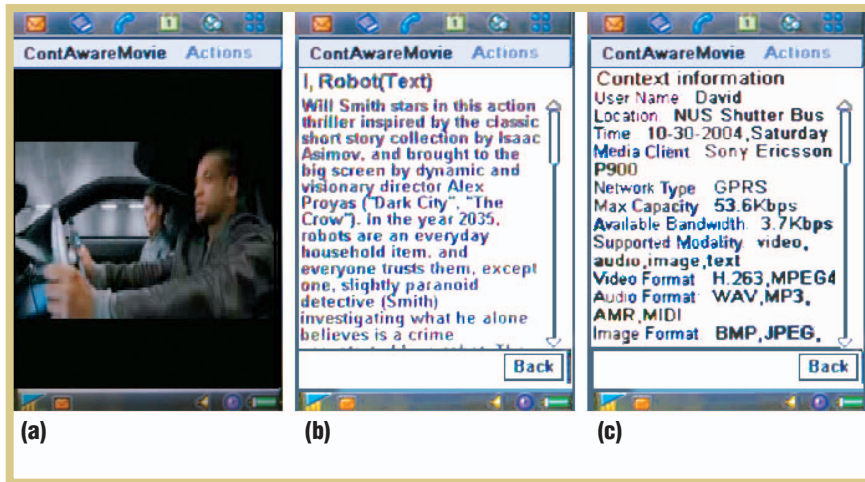 ContAwareMovie Actions
ContAwareMovie Actions
I, Robot(Text)
Will Smith stars in this action
thriller inspired by the classic
short story collection by Isaac
Asimov, and brought to the
big screen by dynamic and
visionary director Alex
Proyas ("Dark City", "The
Crow"). In the year 2035,
robots are an everyday
household item, and
everyone trusts them, except
one, slightly paranoid
detective (Smith)
investigating what he alone
believes is a crime
Back
ContAwareMovie Actions
Context information
User Name David
Location NUS Shutter Bus
Time 10-30-2004,Saturday
Media Client Sony Ericsson
P900
Network Type GPRS
Max Capacity 53.6Kbps
Available Bandwidth 3.7Kbps
Supported Modality video,
audio,image,text
Video Format H.263,MPEG4
Audio Format WAV,MP3,
AMR,MIDI
Image Format BMP,JPEG,
Back
(a)
(b)
(c)